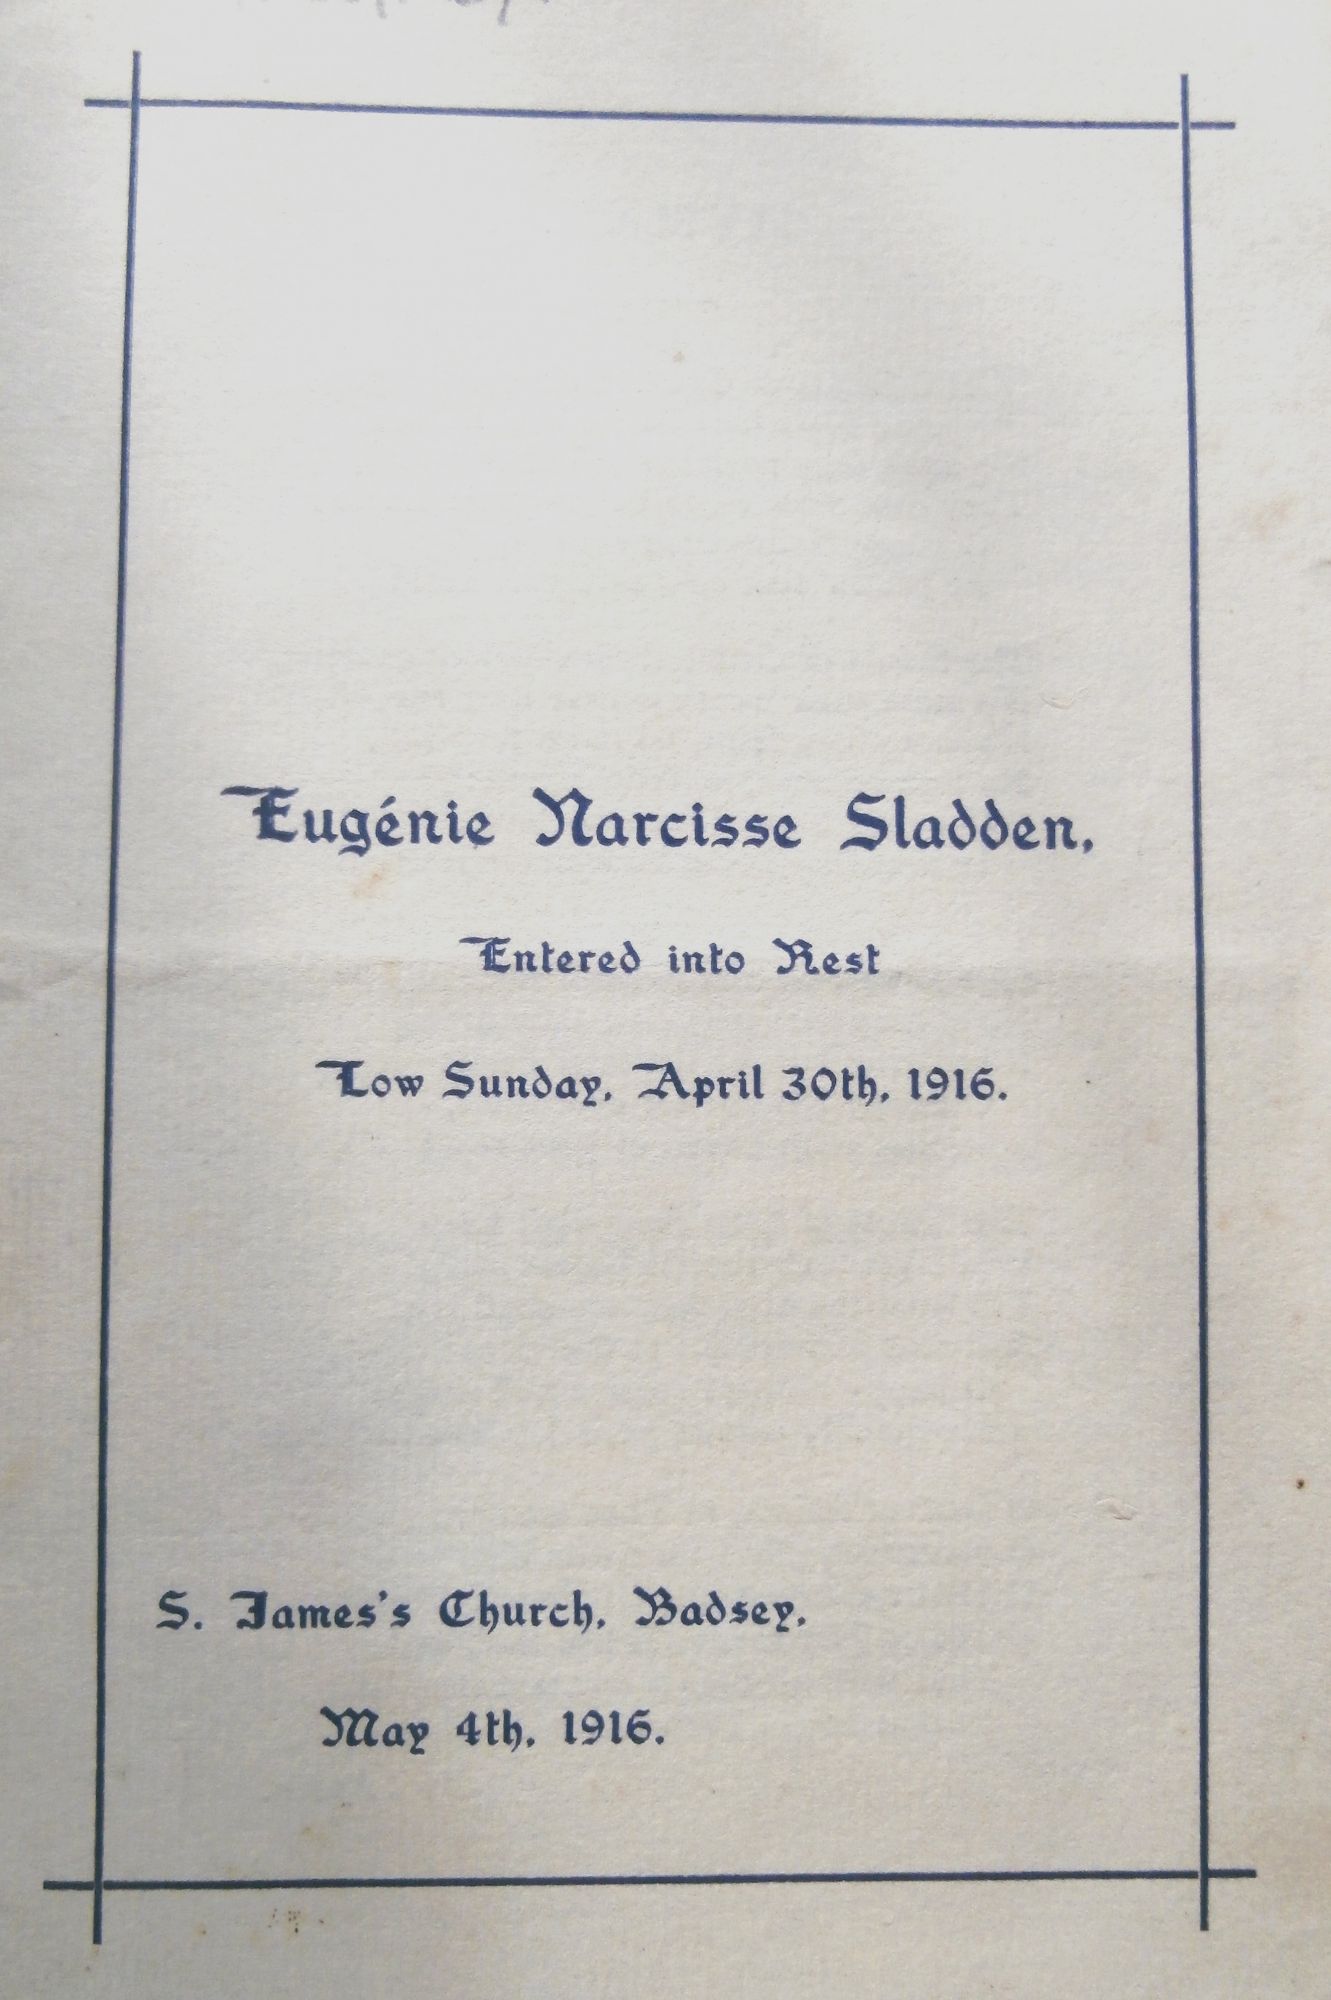 Eugénie Narcisse Sladden,
Entered into Rest
Low Sunday, April 30th, 1916.
S. James's Church, Badsey,
May 4th, 1916.